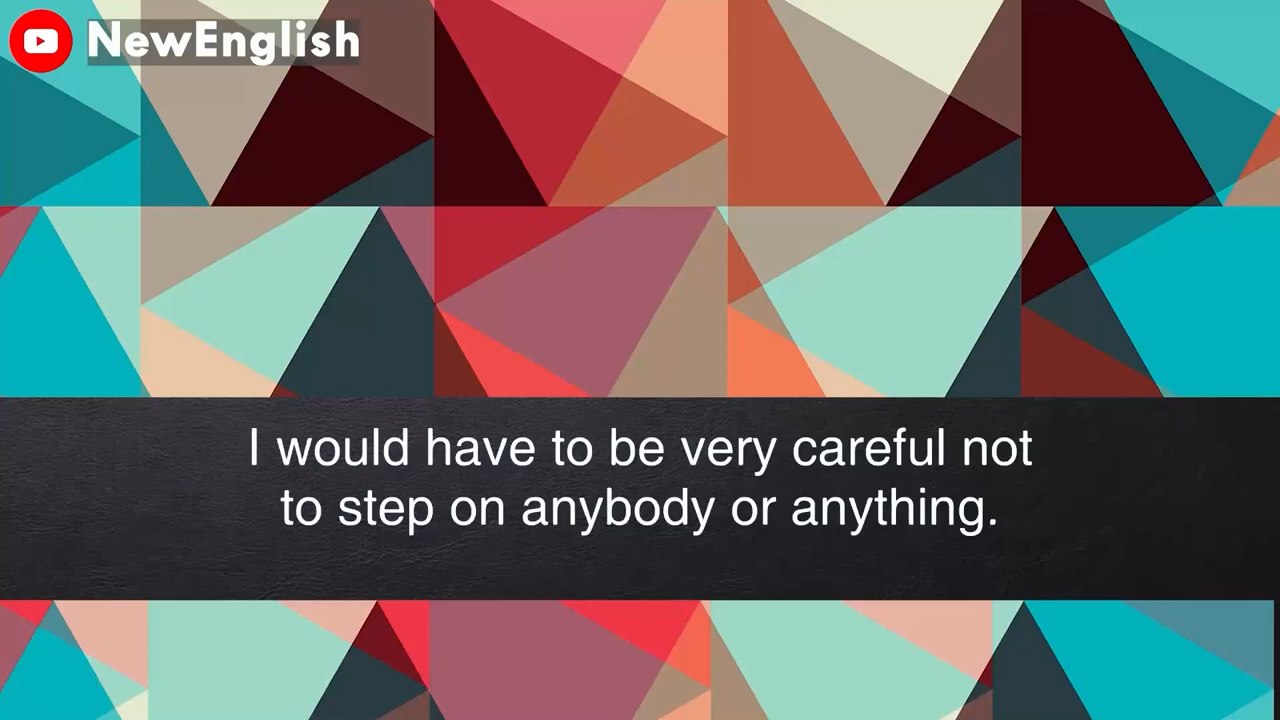 NewEnglish
I would have to be very careful not
to step on anybody or anything.